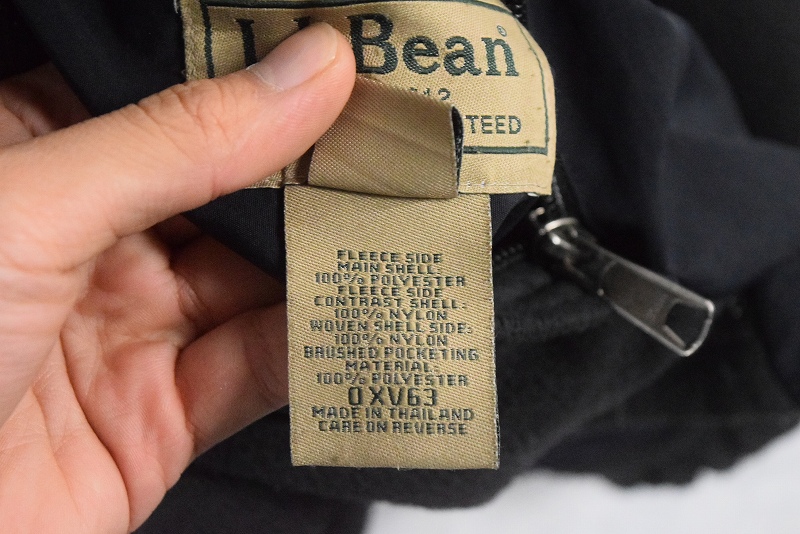 Bean®
TEED
FLEECE SIDE
MAIN SHELL:
100% POLYESTER
FLEECE SIDE
CONTRAST SHELL:
100% NYLON
WOVEN SHELL SIDE:
100% NYLON
BRUSHED POCKETING
MATERIAL:
100% POLYESTER
0XV63
MADE IN THAILAND
CARE ON REVERSE